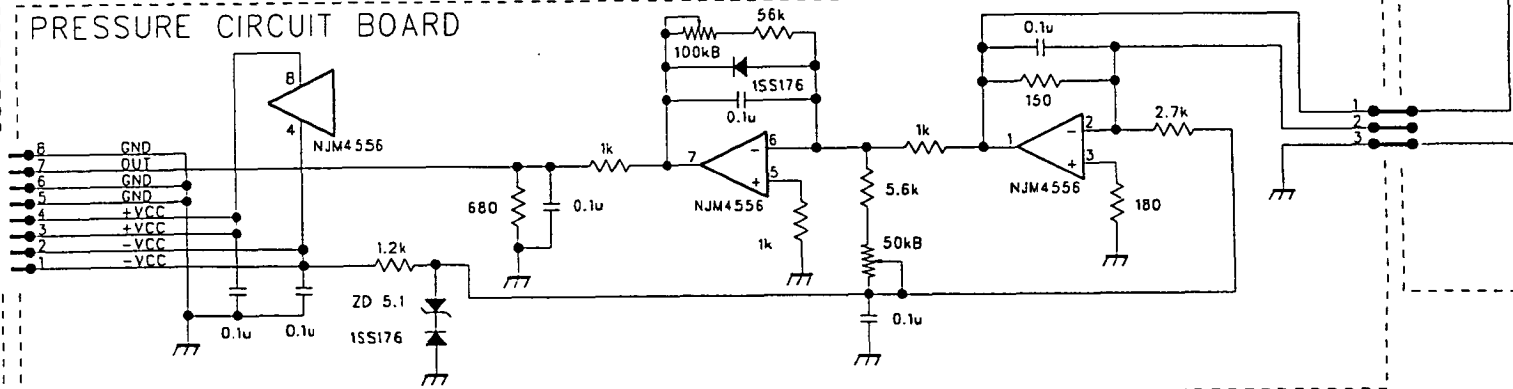 PRESSURE CIRCUIT BOARD
56k
100kB
1SS176
0.1u
0.1u
150
8
4
NJM4556
8 GND
7 OUT
6 GND
5 GND
4 +VCC
3 +VCC
2 -VCC
1 -VCC
1k
7
6
5
-
+
NJM4556
680
0.1u
1k
1k
5.6k
50kB
1
2
3
-
+
NJM4556
2.7k
180
1
2
3
1.2k
ZD 5.1
1SS176
0.1u
0.1u
0.1u